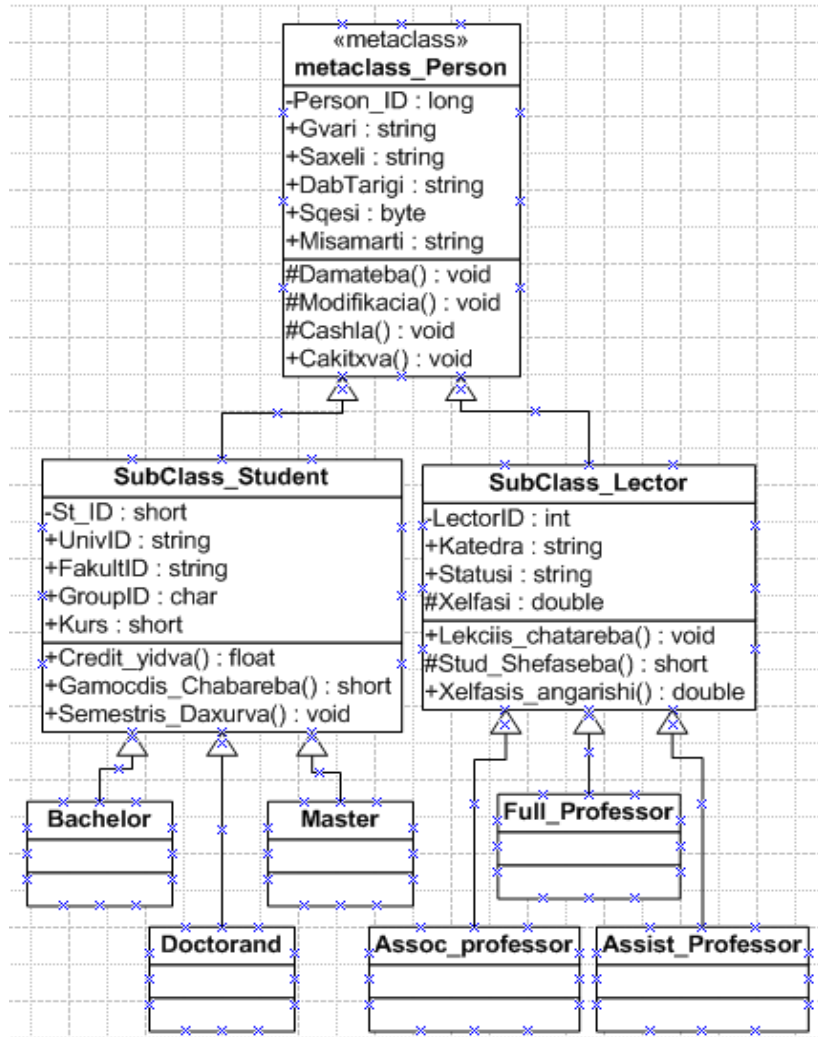 «metaclass»
metaclass_Person
-Person_ID : long
+Gvari : string
+Saxeli : string
+DabTarigi : string
+Sqesi : byte
+Misamarti : string
#Damateba() : void
#Modifikacia() : void
#Cashla() : void
+Cakitxva() : void
SubClass_Student
-St_ID : short
+UnivID : string
+FakultID : string
+GroupID : char
+Kurs : short
+Credit_yidva() : float
+Gamocdis_Chabareba() : short
+Semestris_Daxurva() : void
SubClass_Lector
-LectorID : int
+Katedra : string
+Statusi : string
#Xelfasi : double
+Lekciis_chatareba() : void
#Stud_Shefaseba() : short
+Xelfasis_angarishi() : double
Bachelor
Master
Full_Professor
Doctorand
Assoc_professor
Assist_Professor